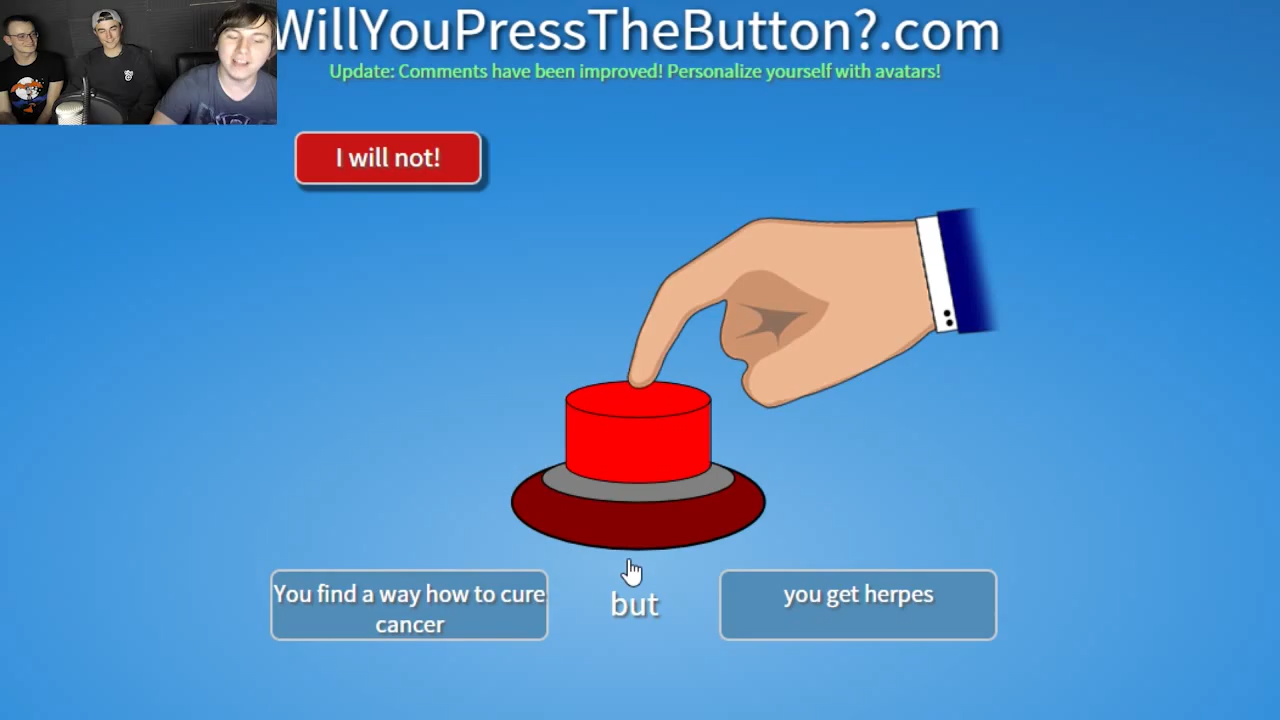 WillYouPressTheButton?.com
Update: Comments have been improved! Personalize yourself with avatars!
I will not!
You find a way how to cure
cancer
but
you get herpes